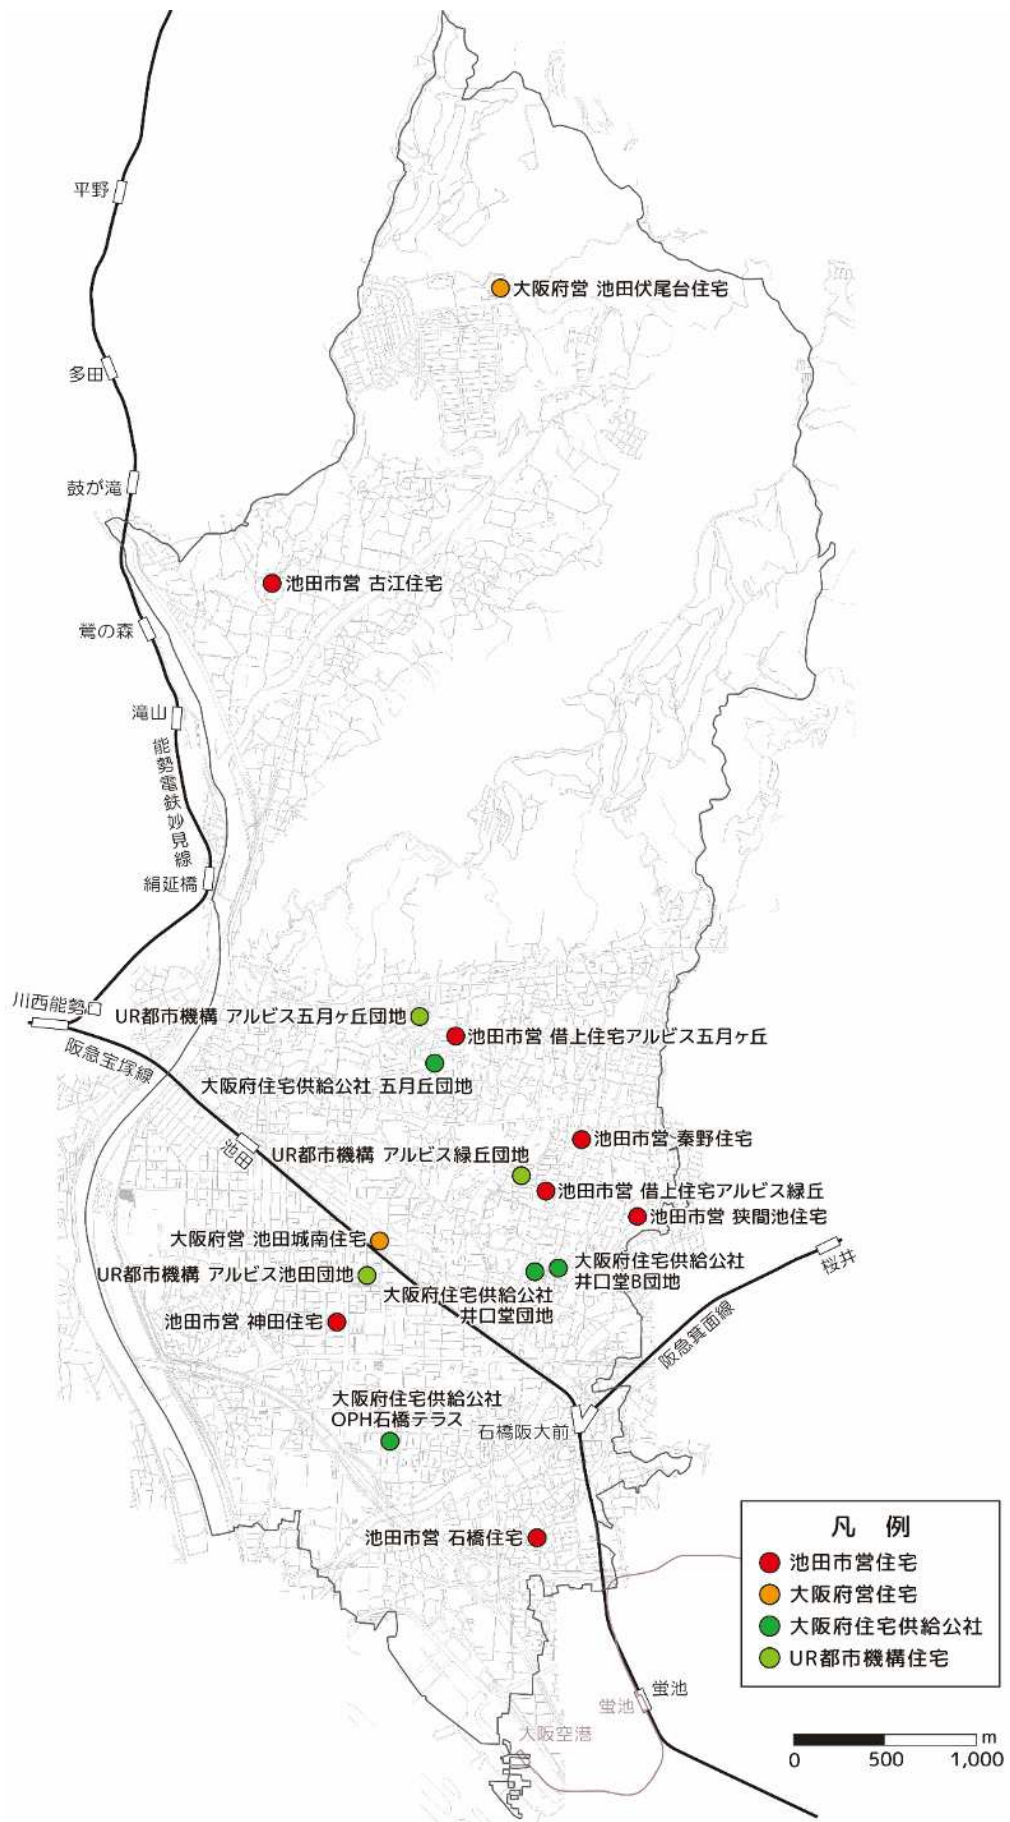 平野
大阪府営 池田伏尾台住宅
多田
鼓が滝
池田市営 古江住宅
鶯の森
滝山
能勢電鉄妙見線
絹延橋
川西能勢口
UR都市機構 アルビス五月ヶ丘団地
池田市営 借上住宅アルビス五月ヶ丘
阪急宝塚線
大阪府住宅供給公社 五月丘団地
池田市営 秦野住宅
池田
UR都市機構 アルビス緑丘団地
池田市営 借上住宅アルビス緑丘
池田市営 狭間池住宅
大阪府営 池田城南住宅
桜井
大阪府住宅供給公社
井口堂B団地
UR都市機構 アルビス池田団地
大阪府住宅供給公社
井口堂団地
池田市営 神田住宅
阪急箕面線
大阪府住宅供給公社
OPH石橋テラス
石橋阪大前
池田市営 石橋住宅
凡 例
池田市営住宅
大阪府営住宅
大阪府住宅供給公社
UR都市機構住宅
蛍池
蛍池
大阪空港
m
0 500 1,000